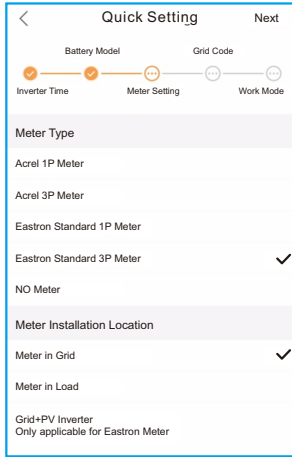 Quick Setting
Next
Battery Model
Grid Code
Inverter Time
Meter Setting
Work Mode
Meter Type
Acrel 1P Meter
Acrel 3P Meter
Eastron Standard 1P Meter
Eastron Standard 3P Meter
NO Meter
Meter Installation Location
Meter in Grid
Meter in Load
Grid+PV Inverter
Only applicable for Eastron Meter